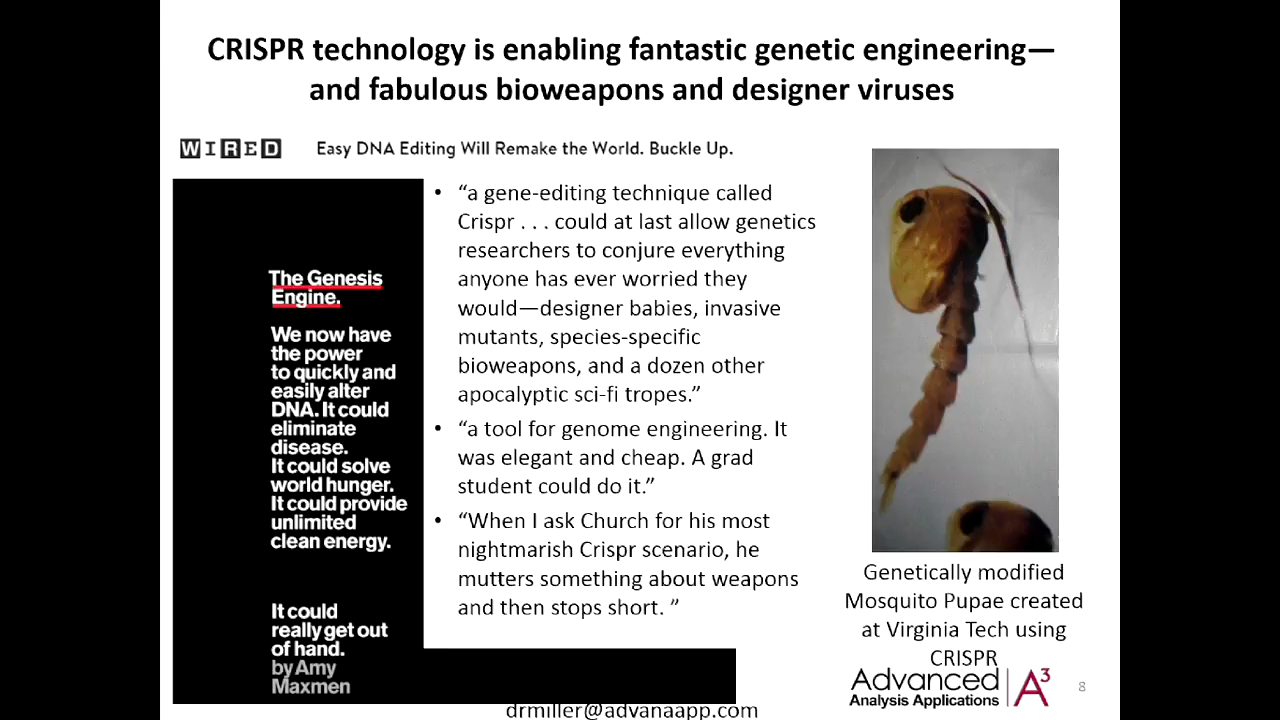 CRISPR technology is enabling fantastic genetic engineering—
and fabulous bioweapons and designer viruses
WIRED Easy DNA Editing Will Remake the World. Buckle Up.
The Genesis
Engine.
We now have
the power
to quickly and
easily alter
DNA. It could
eliminate
disease.
It could solve
world hunger.
It could provide
unlimited
clean energy.
It could
really get out
of hand.
by Amy
Maxmen
• “a gene-editing technique called
Crispr . . . could at last allow genetics
researchers to conjure everything
anyone has ever worried they
would—designer babies, invasive
mutants, species-specific
bioweapons, and a dozen other
apocalyptic sci-fi tropes.”
• “a tool for genome engineering. It
was elegant and cheap. A grad
student could do it.”
• “When I ask Church for his most
nightmarish Crispr scenario, he
mutters something about weapons
and then stops short. ”
Genetically modified
Mosquito Pupae created
at Virginia Tech using
CRISPR
Advanced
Analysis Applications A³
8
drmiller@advanaapp.com